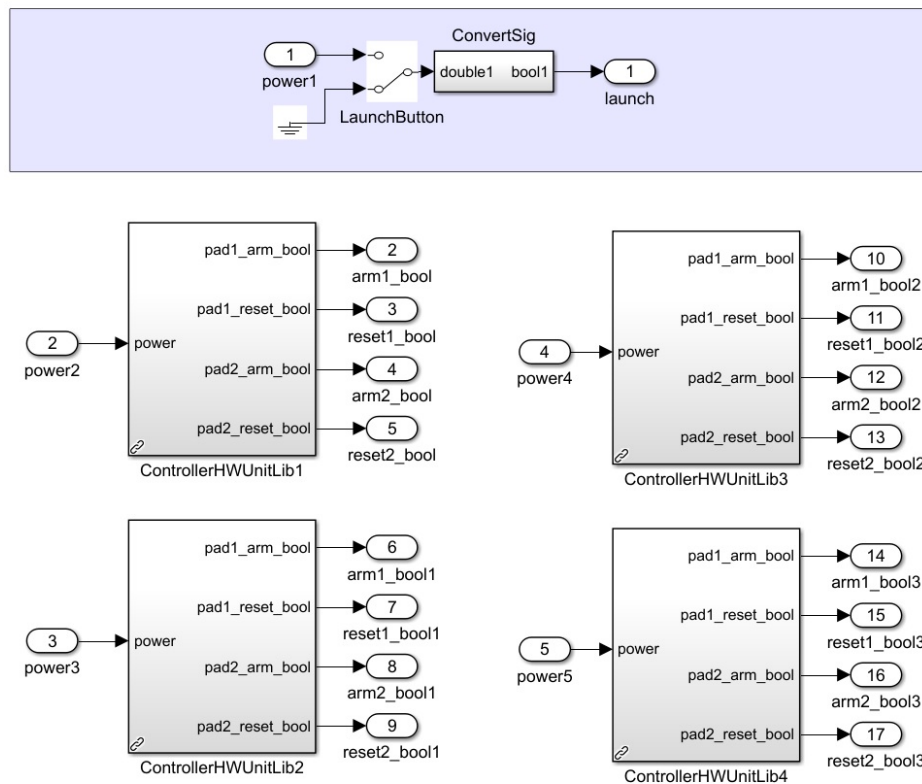 ConvertSig
1
power1
double1 bool1
1
launch
LaunchButton
pad1_arm_bool
2
arm1_bool
pad1_reset_bool
3
reset1_bool
2
power2
power
pad2_arm_bool
4
arm2_bool
pad2_reset_bool
5
reset2_bool
ControllerHWUnitLib1
pad1_arm_bool
10
arm1_bool2
pad1_reset_bool
11
reset1_bool2
4
power4
power
pad2_arm_bool
12
arm2_bool2
pad2_reset_bool
13
reset2_bool2
ControllerHWUnitLib3
pad1_arm_bool
6
arm1_bool1
pad1_reset_bool
7
reset1_bool1
3
power3
power
pad2_arm_bool
8
arm2_bool1
pad2_reset_bool
9
reset2_bool1
ControllerHWUnitLib2
pad1_arm_bool
14
arm1_bool3
pad1_reset_bool
15
reset1_bool3
5
power5
power
pad2_arm_bool
16
arm2_bool3
pad2_reset_bool
17
reset2_bool3
ControllerHWUnitLib4